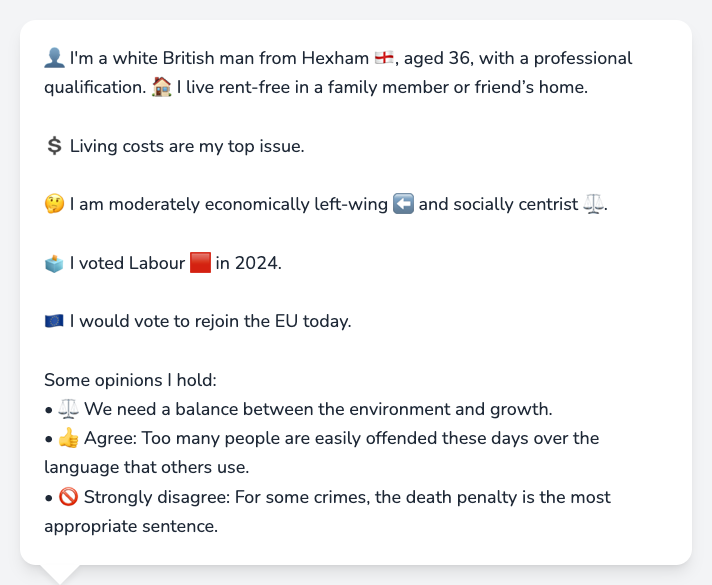 👤 I'm a white British man from Hexham 🏴󠁧󠁢󠁥󠁮󠁧󠁿, aged 36, with a professional
qualification. 🏠 I live rent-free in a family member or friend’s home.
💲 Living costs are my top issue.
🤔 I am moderately economically left-wing ⬅️ and socially centrist ⚖️.
🗳️ I voted Labour 🟥 in 2024.
🇪🇺 I would vote to rejoin the EU today.
Some opinions I hold:
• ⚖️ We need a balance between the environment and growth.
• 👍 Agree: Too many people are easily offended these days over the
language that others use.
• 🚫 Strongly disagree: For some crimes, the death penalty is the most
appropriate sentence.